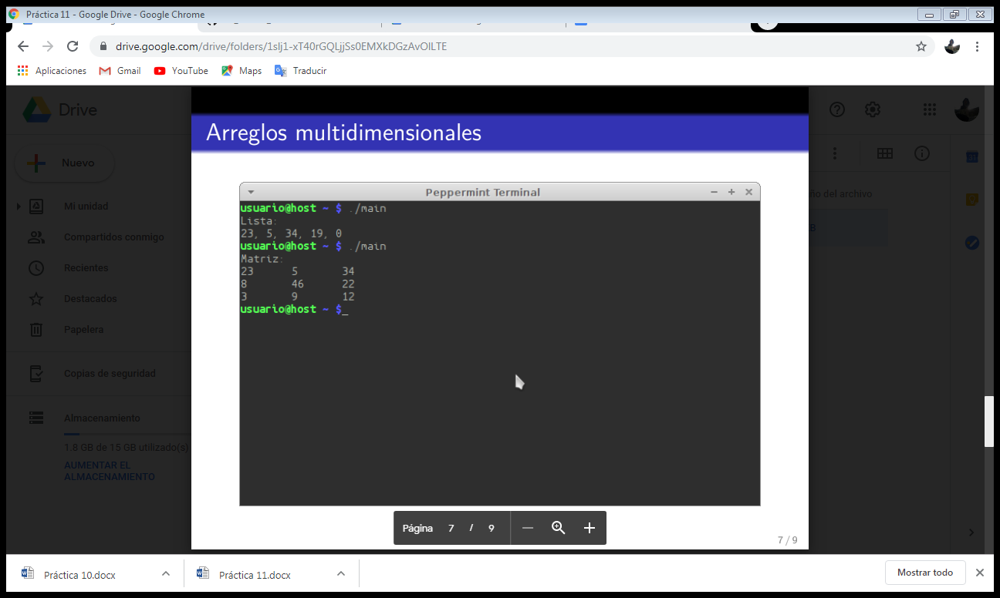 Práctica 11 - Google Drive - Google Chrome
drive.google.com/drive/folders/1slj1-xT40rGQLjjSs0EMXkDGzAvOILTE
Aplicaciones Gmail YouTube Maps Traducir
Drive
Nuevo
Mi unidad
Compartidos conmigo
Recientes
Destacados
Papelera
Copias de seguridad
Almacenamiento
1.8 GB de 15 GB utilizado(s)
AUMENTAR EL
ALMACENAMIENTO
Arreglos multidimensionales
Peppermint Terminal
usuario@host ~ $ ./main
Lista:
23, 5, 34, 19, 0
usuario@host ~ $ ./main
Matriz:
23 5 34
8 46 22
3 9 12
usuario@host ~ $_
Página 7 / 9
7 / 9
del archivo
B
Práctica 10.docx
Práctica 11.docx
Mostrar todo